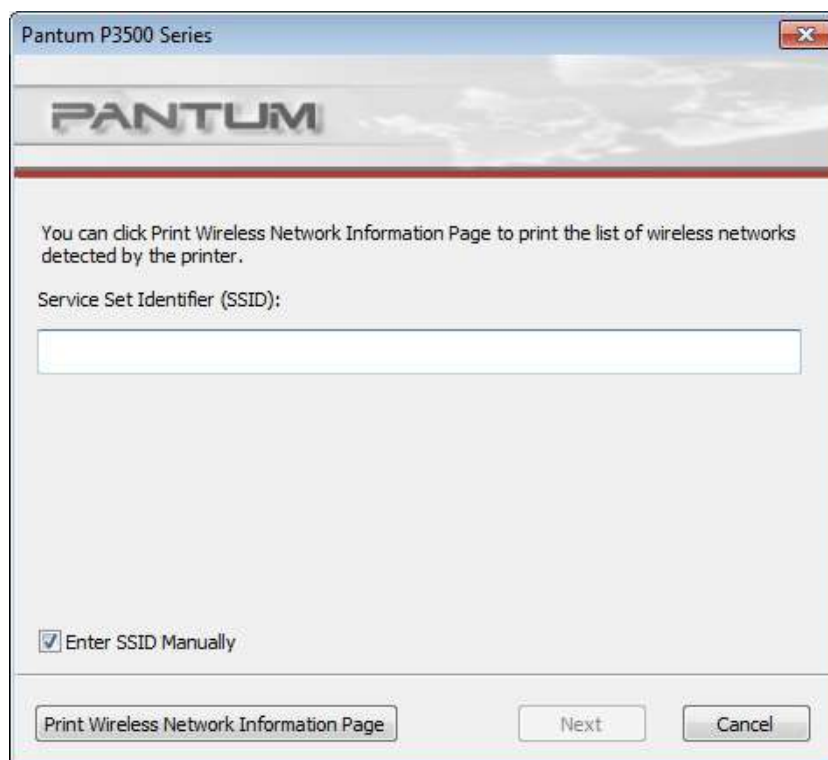 Pantum P3500 Series
PANTUM
You can click Print Wireless Network Information Page to print the list of wireless networks
detected by the printer.
Service Set Identifier (SSID):
Enter SSID Manually
Print Wireless Network Information Page
Next
Cancel